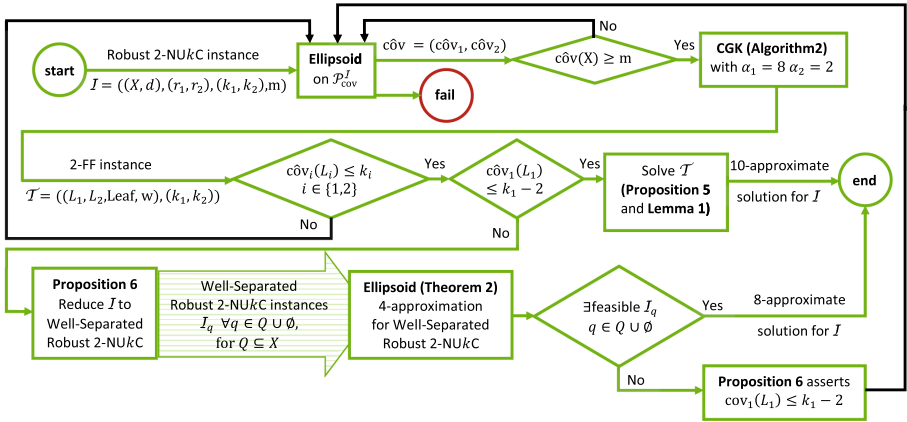 start
Robust 2-NUkC instance
ℐ = ((X, d), (r₁, r₂), (k₁, k₂),m)
Ellipsoid
on 𝒫ᶦ_cov
fail
côv = (côv₁, côv₂)
No
côv(X) ≥ m
Yes
CGK (Algorithm2)
with α₁ = 8 α₂ = 2
2-FF instance
𝒯 = ((L₁, L₂,Leaf, w), (k₁, k₂))
côvᵢ(Lᵢ) ≤ kᵢ
i ∈ {1,2}
Yes
No
côv₁(L₁)
≤ k₁ − 2
Yes
No
Solve 𝒯
(Proposition 5
and Lemma 1)
10-approximate
solution for ℐ
end
Proposition 6
Reduce ℐ to
Well-Separated
Robust 2-NUkC
Well-Separated
Robust 2-NUkC instances
ℐ_q ∀q ∈ Q ∪ ∅,
for Q ⊆ X
Ellipsoid (Theorem 2)
4-approximation
for Well-Separated
Robust 2-NUkC
∃feasible ℐ_q
q ∈ Q ∪ ∅
Yes
No
8-approximate
solution for ℐ
Proposition 6 asserts
cov₁(L₁) ≤ k₁ − 2